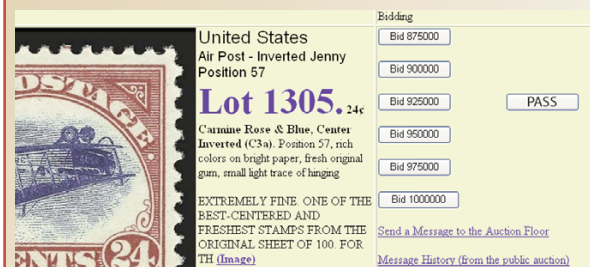 Bidding
United States
Air Post - Inverted Jenny
Position 57
Lot 1305. 24¢
Carmine Rose & Blue, Center
Inverted (C3a). Position 57, rich
colors on bright paper, fresh original
gum, small light trace of hinging
EXTREMELY FINE. ONE OF THE
BEST-CENTERED AND
FRESHEST STAMPS FROM THE
ORIGINAL SHEET OF 100. FOR
TH (Image)
Bid 875000
Bid 900000
Bid 925000
PASS
Bid 950000
Bid 975000
Bid 1000000
Send a Message to the Auction Floor
Message History (from the public auction)
OSTAGE
ENTS 24